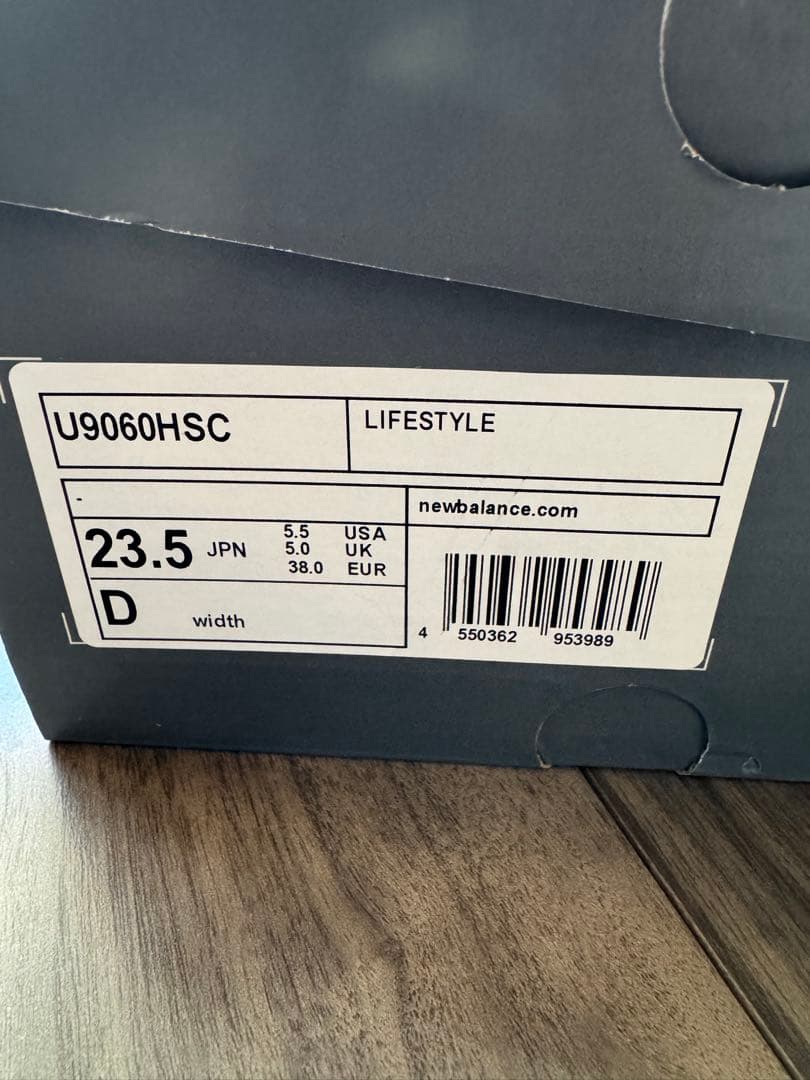 U9060HSC
LIFESTYLE
-
newbalance.com
23.5 JPN
5.5 USA
5.0 UK
38.0 EUR
D width
4 550362 953989